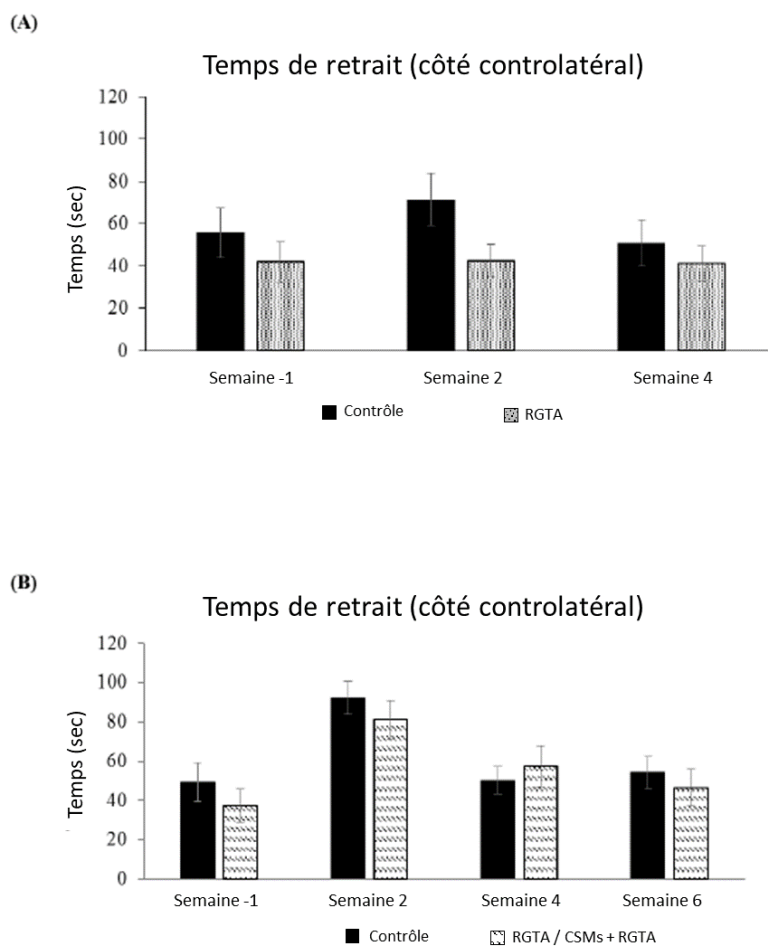 (A)
Temps de retrait (côté controlatéral)
Temps (sec)
120
100
80
60
40
20
0
Semaine -1 Semaine 2 Semaine 4
Contrôle RGTA
(B)
Temps de retrait (côté controlatéral)
Temps (sec)
120
100
80
60
40
20
0
Semaine -1 Semaine 2 Semaine 4 Semaine 6
Contrôle RGTA / CSMs + RGTA